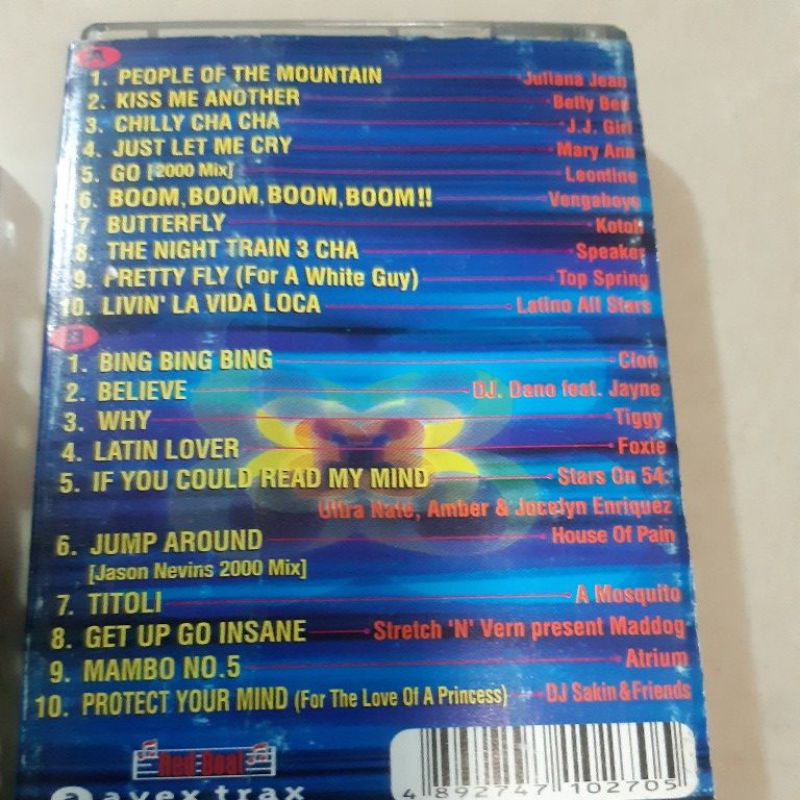 A
1. PEOPLE OF THE MOUNTAIN Juliana Jean
2. KISS ME ANOTHER Betty Bee
3. CHILLY CHA CHA J.J. Girl
4. JUST LET ME CRY Mary Ann
5. GO [2000 Mix] Leontine
6. BOOM, BOOM, BOOM, BOOM!! Vengaboys
7. BUTTERFLY Kotoh
8. THE NIGHT TRAIN 3 CHA Speaker
9. PRETTY FLY (For A White Guy) Top Spring
10. LIVIN' LA VIDA LOCA Latino All Stars
B
1. BING BING BING Clon
2. BELIEVE DJ. Dano feat. Jayne
3. WHY Tiggy
4. LATIN LOVER Foxie
5. IF YOU COULD READ MY MIND Stars On 54:
Ultra Nate, Amber & Jocelyn Enriquez
6. JUMP AROUND House Of Pain
[Jason Nevins 2000 Mix]
7. TITOLI A Mosquito
8. GET UP GO INSANE Stretch 'N' Vern present Maddog
9. MAMBO NO.5 Atrium
10. PROTECT YOUR MIND (For The Love Of A Princess) DJ Sakin & Friends
Red Beat
a avex trax
4 892747 102705